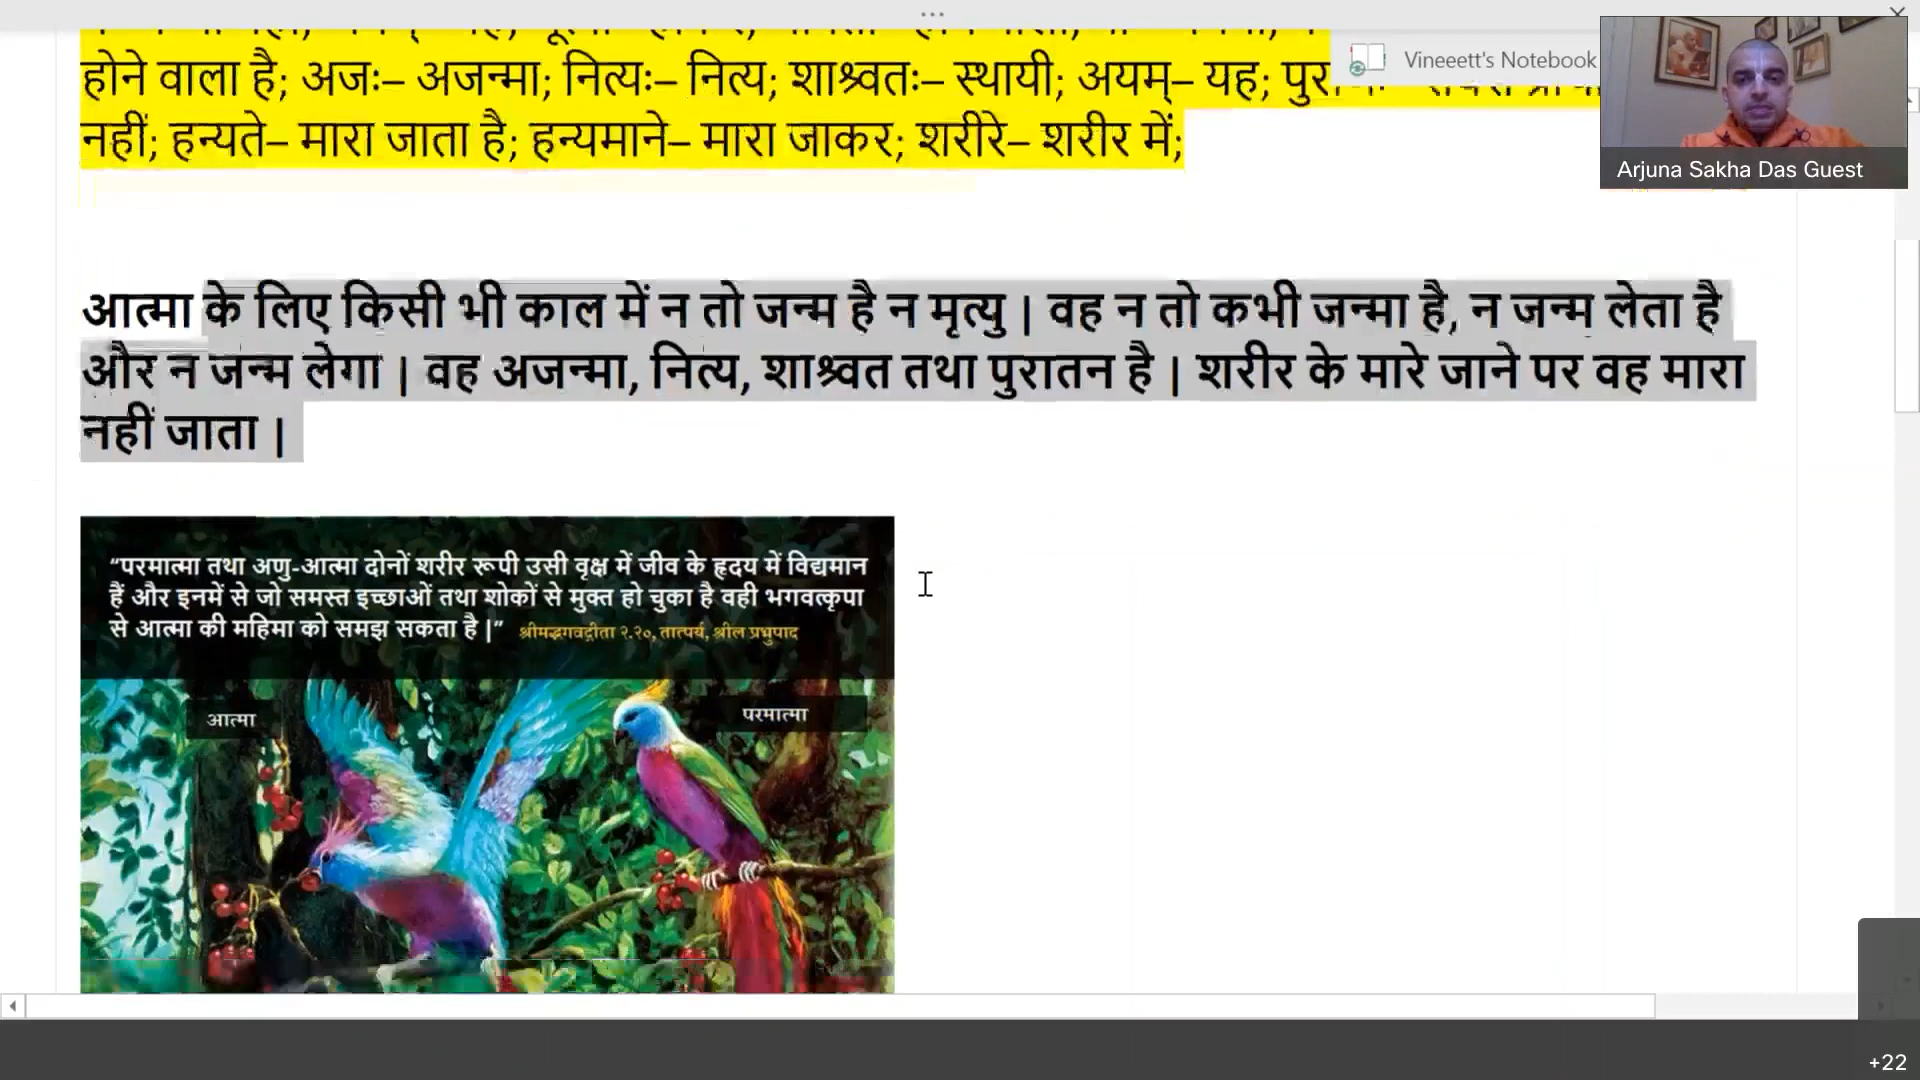 Vineeett's Notebook
होने वाला है; अजः– अजन्मा; नित्यः– नित्य; शाश्र्वतः– स्थायी; अयम्– यह;
नहीं; हन्यते– मारा जाता है; हन्यमाने– मारा जाकर; शरीरे– शरीर में;
Arjuna Sakha Das Guest
आत्मा के लिए किसी भी काल में न तो जन्म है न मृत्यु | वह न तो कभी जन्मा है, न जन्म लेता है
और न जन्म लेगा | वह अजन्मा, नित्य, शाश्र्वत तथा पुरातन है | शरीर के मारे जाने पर वह मारा
नहीं जाता |
“परमात्मा तथा अणु-आत्मा दोनों शरीर रूपी उसी वृक्ष में जीव के हृदय में विद्यमान
हैं और इनमें से जो समस्त इच्छाओं तथा शोकों से मुक्त हो चुका है वही भगवत्कृपा
से आत्मा की महिमा को समझ सकता है |” श्रीमद्भगवद्गीता २.२०, तात्पर्य, श्रील प्रभुपाद
आत्मा
परमात्मा
+22